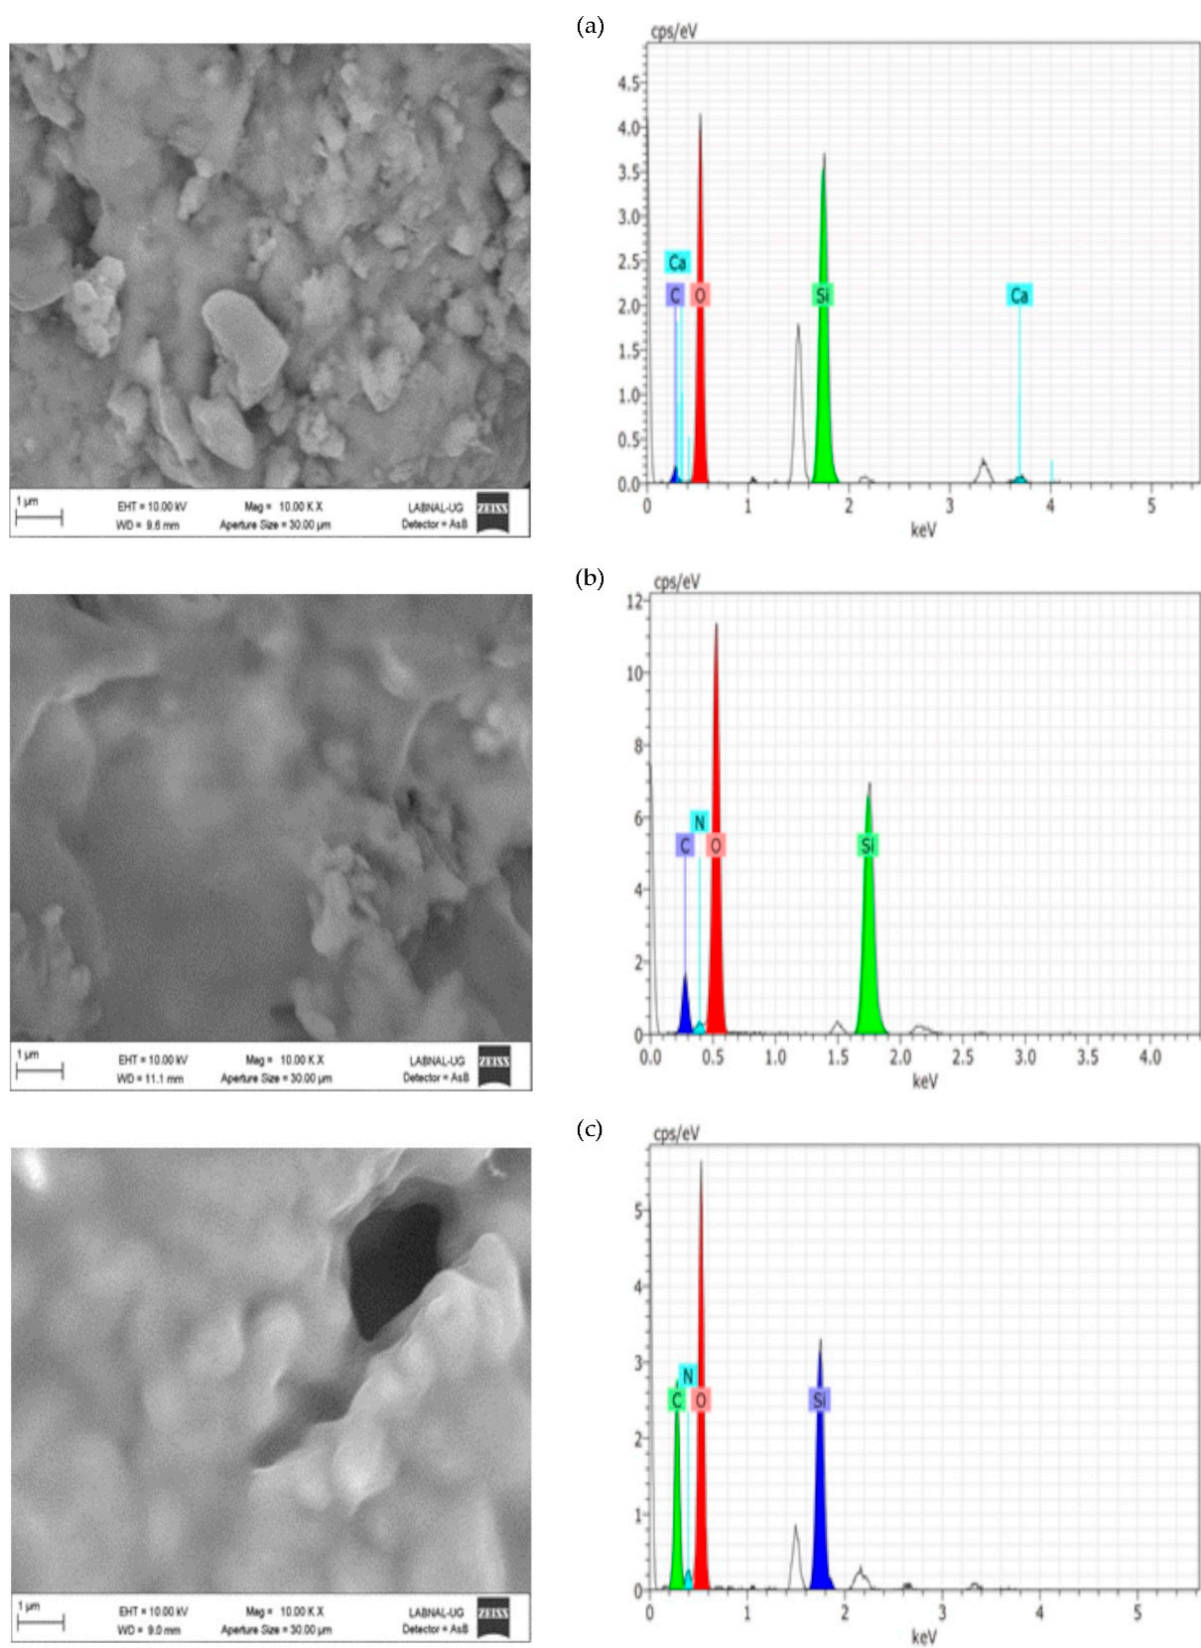 (a)
cps/eV
4.5
4.0
3.5
3.0
2.5
2.0
1.5
1.0
0.5
0.0
Ca
C O Si Ca
0 1 2 3 4 5
keV
1 µm
EHT = 10.00 kV Mag = 10.00 K X LABNAL-UG
WD = 9.6 mm Aperture Size = 30.00 µm Detector = AsB
ZEISS
(b)
cps/eV
12
10
8
6
4
2
0
N
C O Si
0.0 0.5 1.0 1.5 2.0 2.5 3.0 3.5 4.0
keV
1 µm
EHT = 10.00 kV Mag = 10.00 K X LABNAL-UG
WD = 11.1 mm Aperture Size = 30.00 µm Detector = AsB
ZEISS
(c)
cps/eV
5
4
3
2
1
0
N
C O Si
0 1 2 3 4 5
keV
1 µm
EHT = 10.00 kV Mag = 10.00 K X LABNAL-UG
WD = 9.0 mm Aperture Size = 30.00 µm Detector = AsB
ZEISS